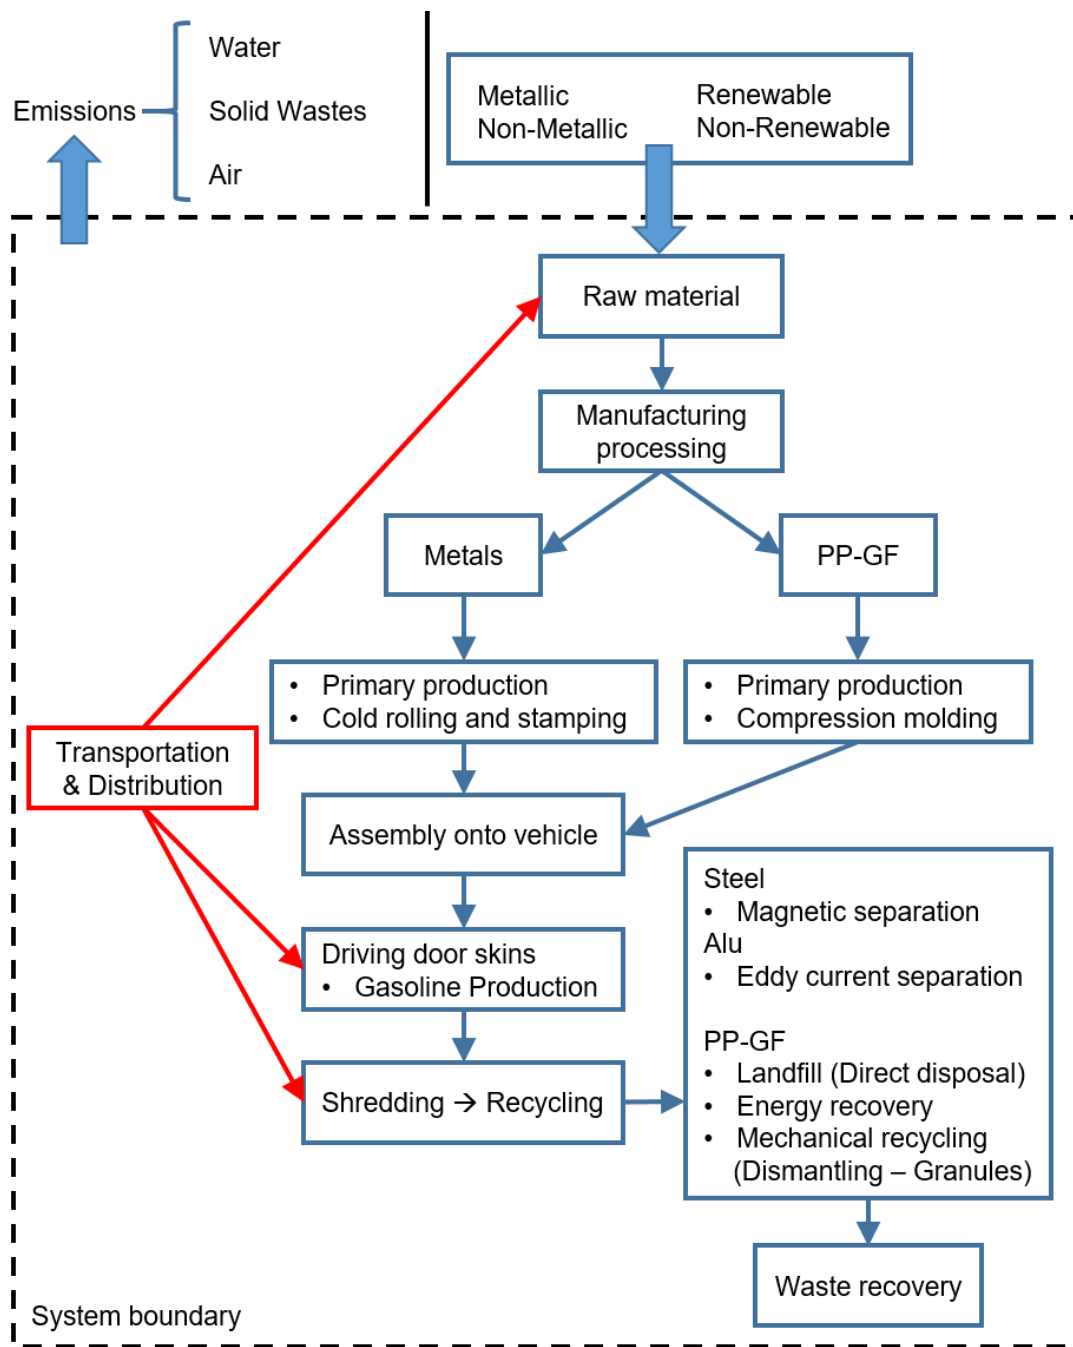 Water
Emissions
Solid Wastes
Air
Metallic
Non-Metallic
Renewable
Non-Renewable
Raw material
Manufacturing
processing
Metals
PP-GF
• Primary production
• Cold rolling and stamping
• Primary production
• Compression molding
Transportation
& Distribution
Assembly onto vehicle
Driving door skins
• Gasoline Production
Shredding → Recycling
Steel
• Magnetic separation
Alu
• Eddy current separation
PP-GF
• Landfill (Direct disposal)
• Energy recovery
• Mechanical recycling
(Dismantling – Granules)
Waste recovery
System boundary